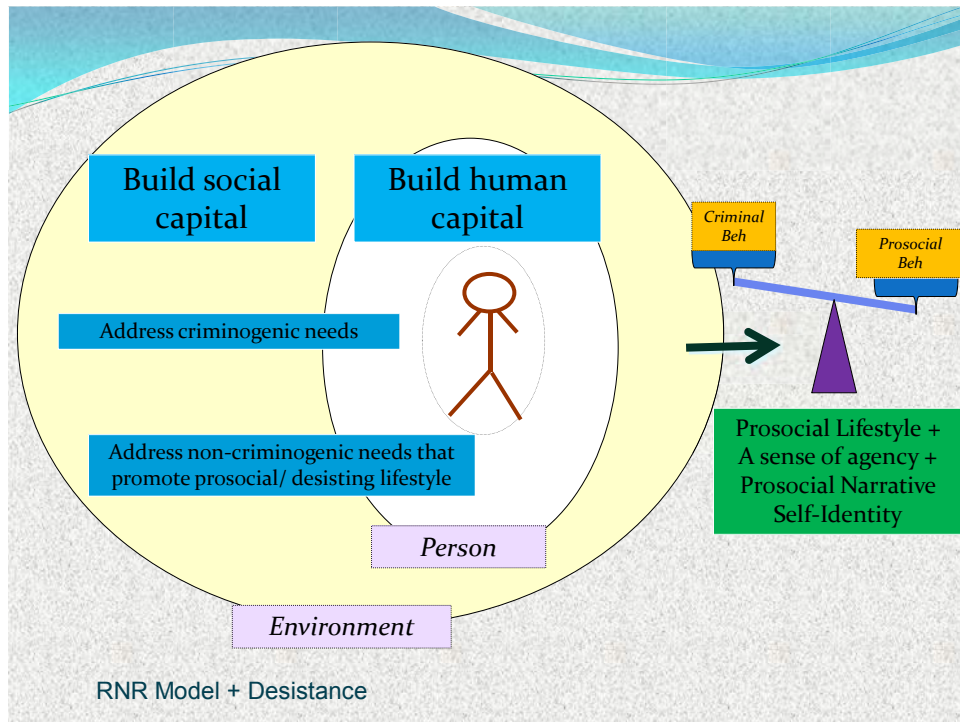 Build social
capital
Build human
capital
Criminal
Beh
Prosocial
Beh
Address criminogenic needs
Address non-criminogenic needs that
promote prosocial/ desisting lifestyle
Prosocial Lifestyle +
A sense of agency +
Prosocial Narrative
Self-Identity
Person
Environment
RNR Model + Desistance